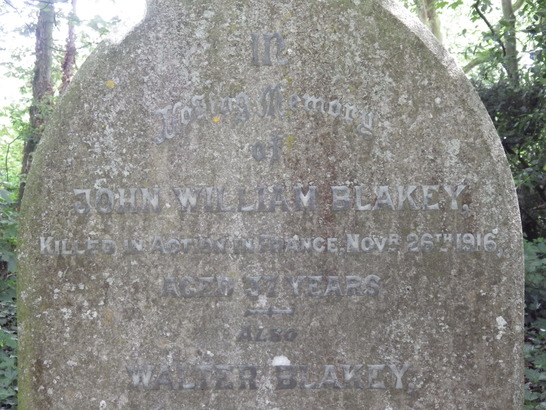 In
Loving Memory
of
JOHN WILLIAM BLAKEY,
KILLED IN ACTION IN FRANCE, NOVR 26TH 1916,
AGED YEARS
ALSO
WALTER BLAKEY,